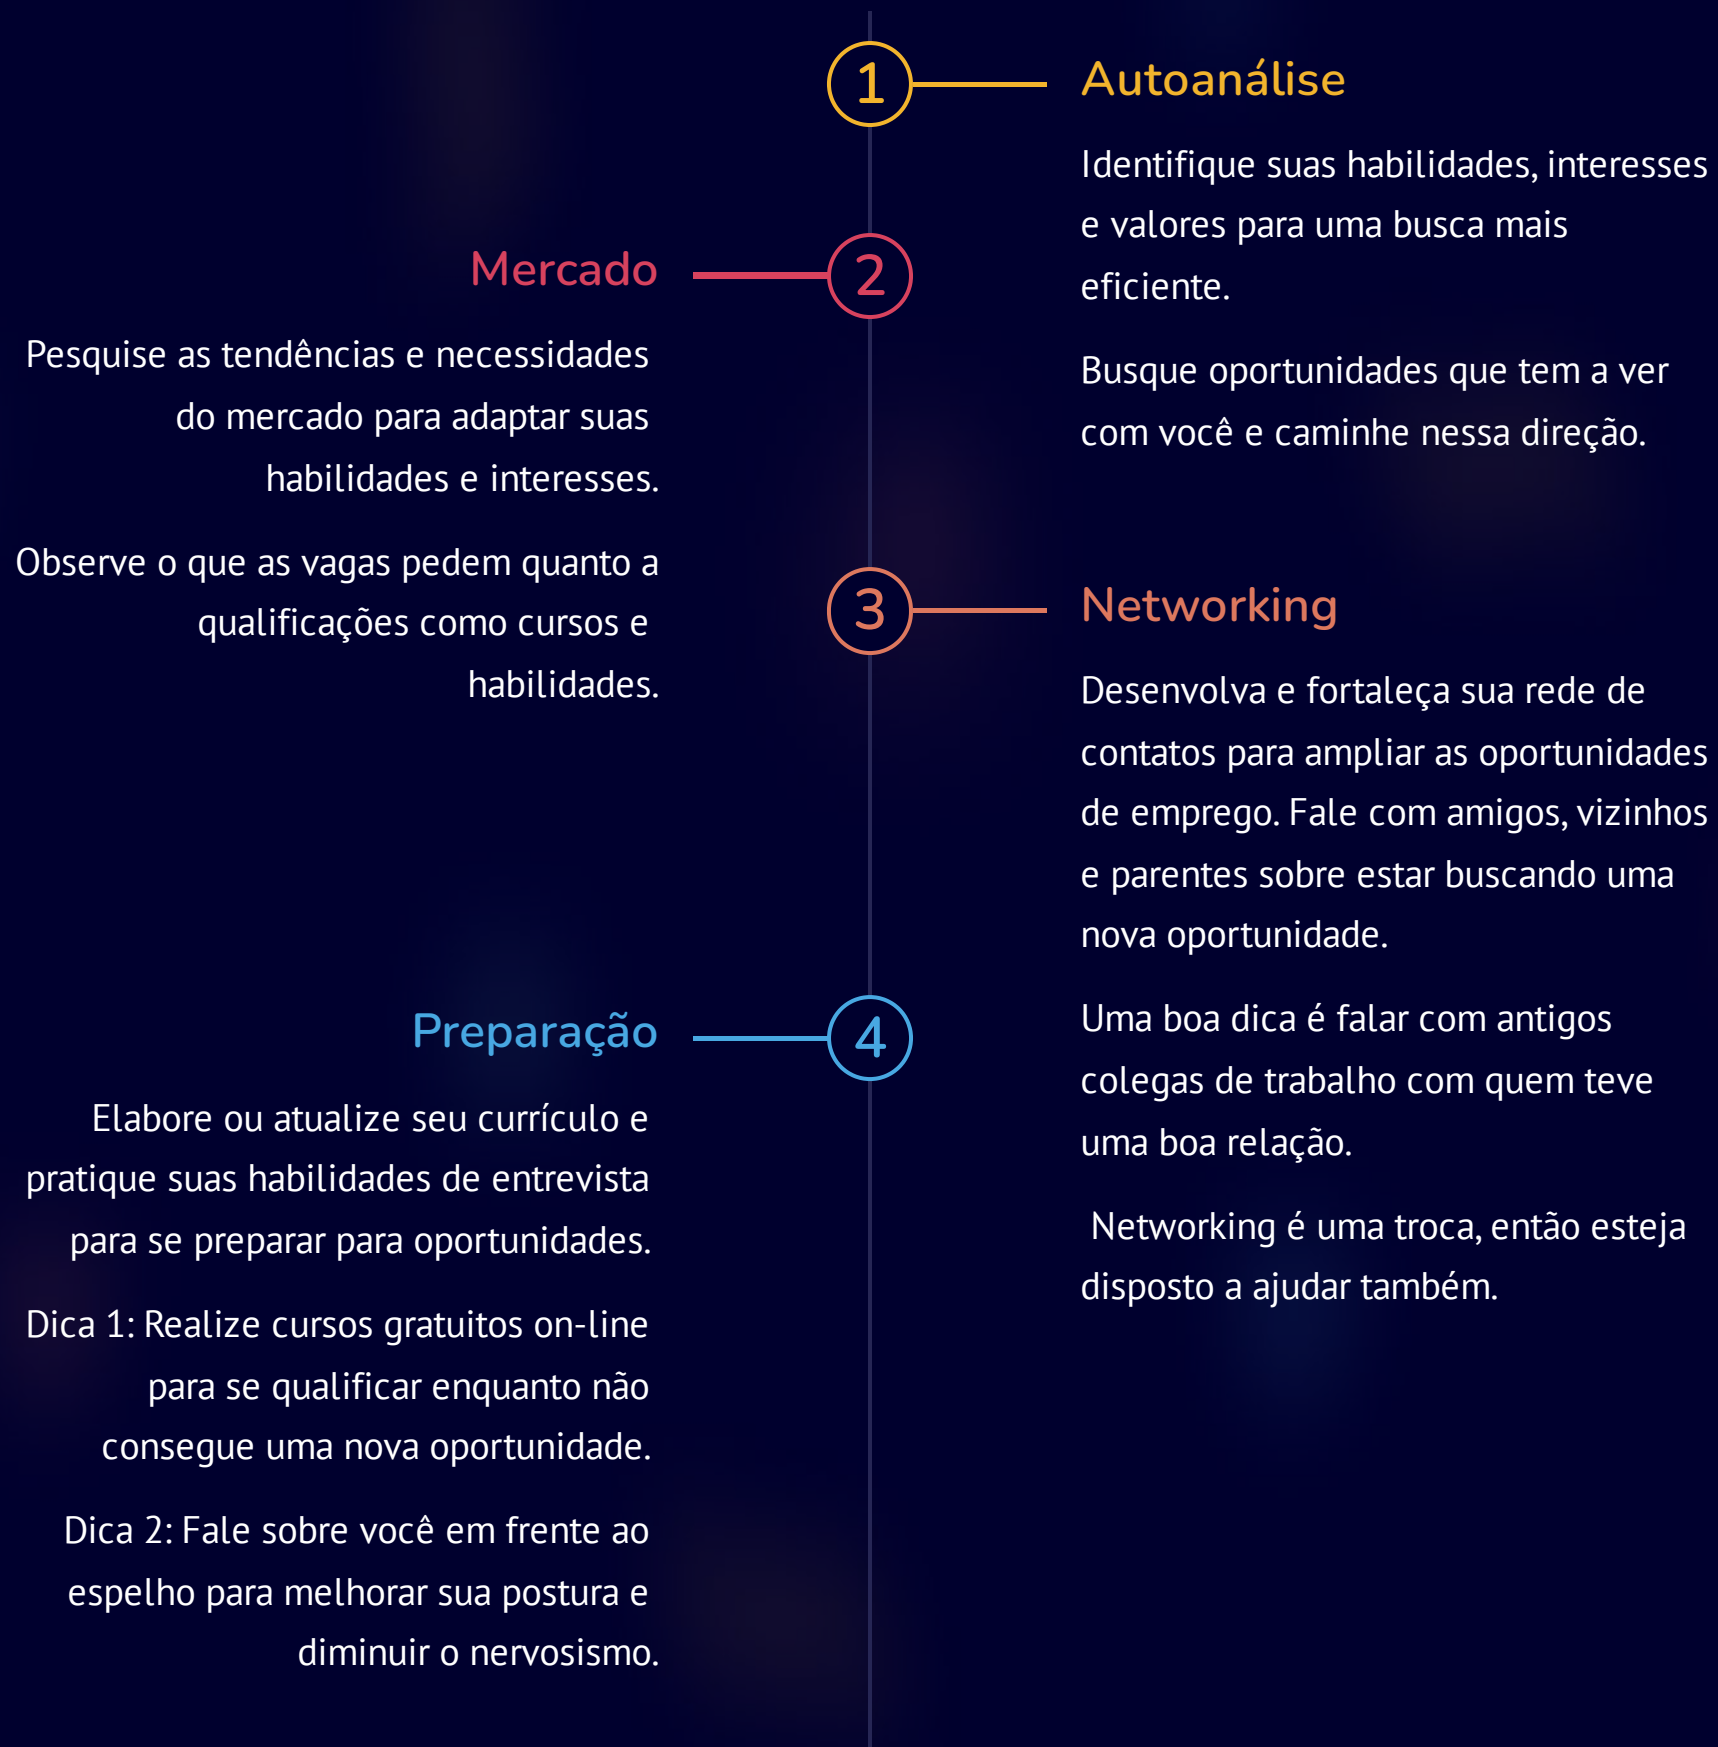 1
Autoanálise
Identifique suas habilidades, interesses
e valores para uma busca mais
eficiente.
Busque oportunidades que tem a ver
com você e caminhe nessa direção.
2
Mercado
Pesquise as tendências e necessidades
do mercado para adaptar suas
habilidades e interesses.
Observe o que as vagas pedem quanto a
qualificações como cursos e
habilidades.
3
Networking
Desenvolva e fortaleça sua rede de
contatos para ampliar as oportunidades
de emprego. Fale com amigos, vizinhos
e parentes sobre estar buscando uma
nova oportunidade.
Uma boa dica é falar com antigos
colegas de trabalho com quem teve
uma boa relação.
Networking é uma troca, então esteja
disposto a ajudar também.
4
Preparação
Elabore ou atualize seu currículo e
pratique suas habilidades de entrevista
para se preparar para oportunidades.
Dica 1: Realize cursos gratuitos on-line
para se qualificar enquanto não
consegue uma nova oportunidade.
Dica 2: Fale sobre você em frente ao
espelho para melhorar sua postura e
diminuir o nervosismo.